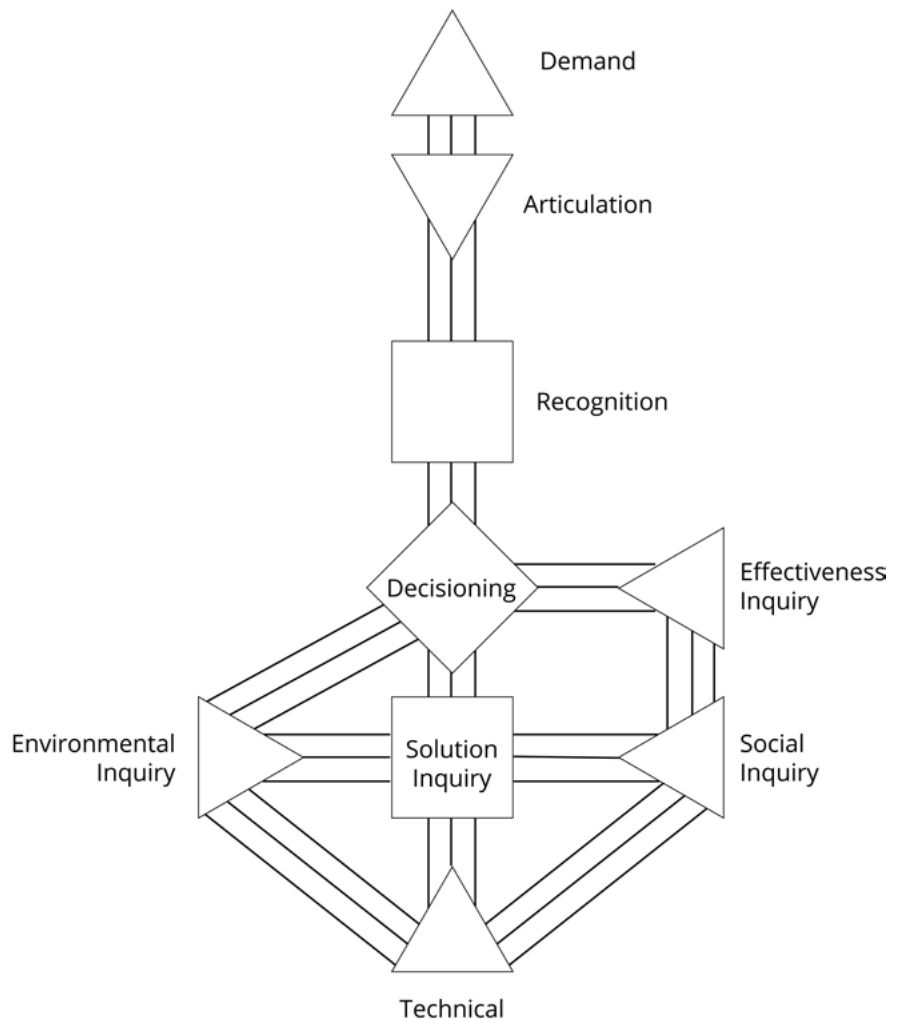 Demand
Articulation
Recognition
Decisioning
Effectiveness
Inquiry
Environmental
Inquiry
Solution
Inquiry
Social
Inquiry
Technical